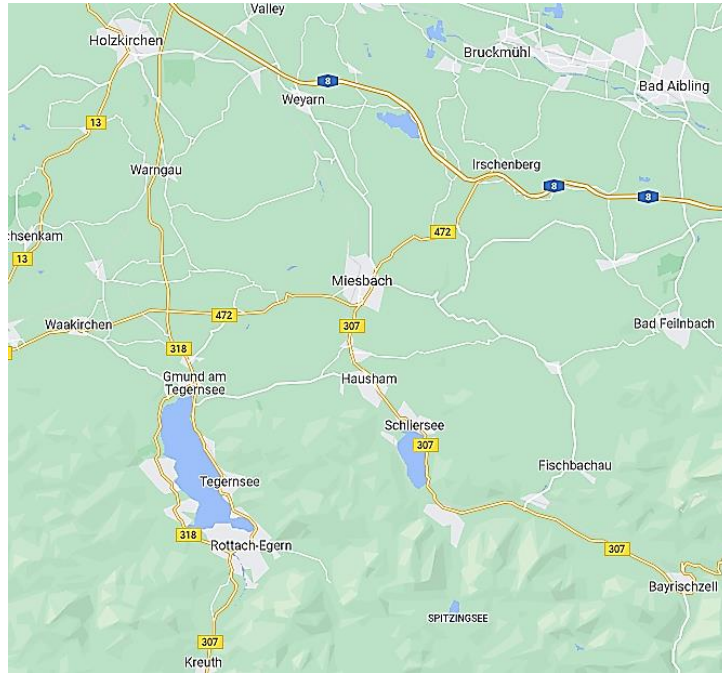 Valley
Holzkirchen
Bruckmühl
8
Weyarn
Bad Aibling
13
Warngau
Irschenberg
8
8
chsenkam
472
13
Miesbach
472
Waakirchen
307
Bad Feilnbach
318
Gmund am
Tegernsee
Hausham
Schliersee
307
Fischbachau
Tegernsee
318
Rottach-Egern
307
Bayrischzell
SPITZINGSEE
307
Kreuth